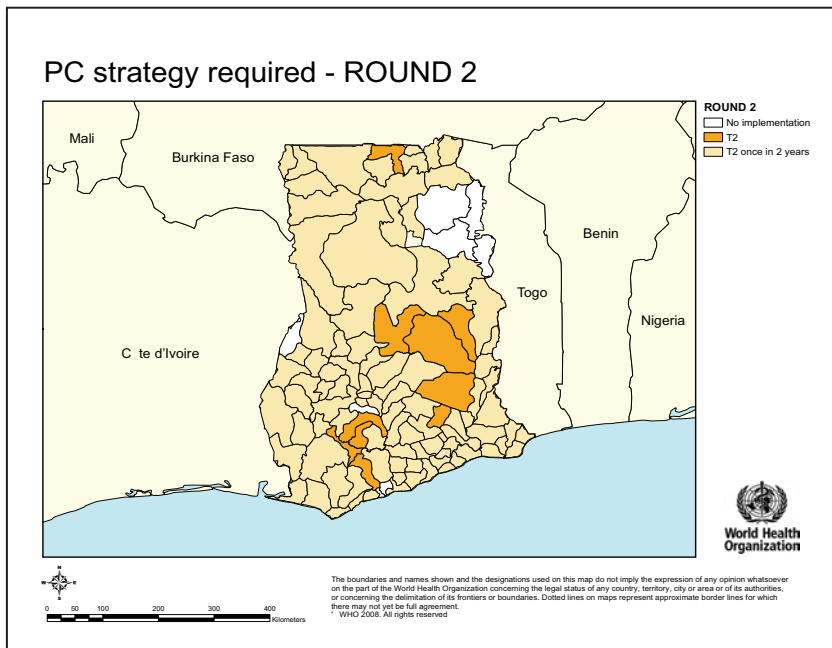 PC strategy required - ROUND 2
ROUND 2
No implementation
T2
T2 once in 2 years
Mali
Burkina Faso
Benin
Togo
Nigeria
C te d'Ivoire
World Health
Organization
N
W E
S
0 50 100 200 300 400
Kilometers
The boundaries and names shown and the designations used on this map do not imply the expression of any opinion whatsoever
on the part of the World Health Organization concerning the legal status of any country, territory, city or area or of its authorities,
or concerning the delimitation of its frontiers or boundaries. Dotted lines on maps represent approximate border lines for which
there may not yet be full agreement.
' WHO 2008. All rights reserved